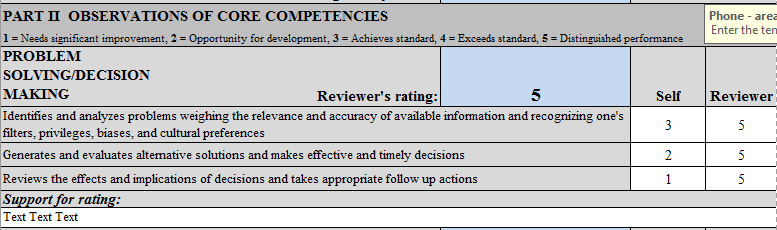 PART II OBSERVATIONS OF CORE COMPETENCIES
Phone - area
Enter the ten
1 = Needs significant improvement, 2 = Opportunity for development, 3 = Achieves standard, 4 = Exceeds standard, 5 = Distinguished performance
PROBLEM
SOLVING/DECISION
MAKING
Reviewer's rating: 5 Self Reviewer
Identifies and analyzes problems weighing the relevance and accuracy of available information and recognizing one's
filters, privileges, biases, and cultural preferences
3 5
Generates and evaluates alternative solutions and makes effective and timely decisions 2 5
Reviews the effects and implications of decisions and takes appropriate follow up actions 1 5
Support for rating:
Text Text Text